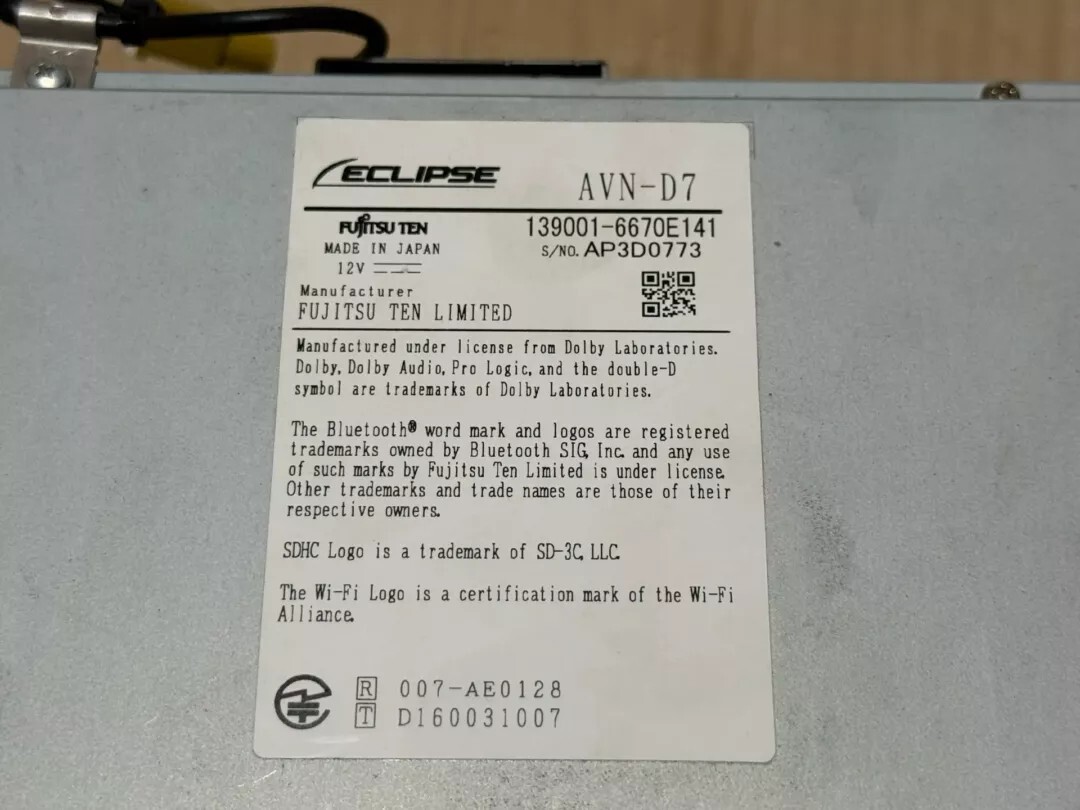 ECLIPSE AVN-D7
FUJITSU TEN 139001-6670E141
MADE IN JAPAN S/NO. AP3D0773
12V
Manufacturer
FUJITSU TEN LIMITED
Manufactured under license from Dolby Laboratories.
Dolby, Dolby Audio, Pro Logic, and the double-D
symbol are trademarks of Dolby Laboratories.
The Bluetooth® word mark and logos are registered
trademarks owned by Bluetooth SIG, Inc. and any use
of such marks by Fujitsu Ten Limited is under license.
Other trademarks and trade names are those of their
respective owners.
SDHC Logo is a trademark of SD-3C, LLC.
The Wi-Fi Logo is a certification mark of the Wi-Fi
Alliance.
R 007-AE0128
T D160031007